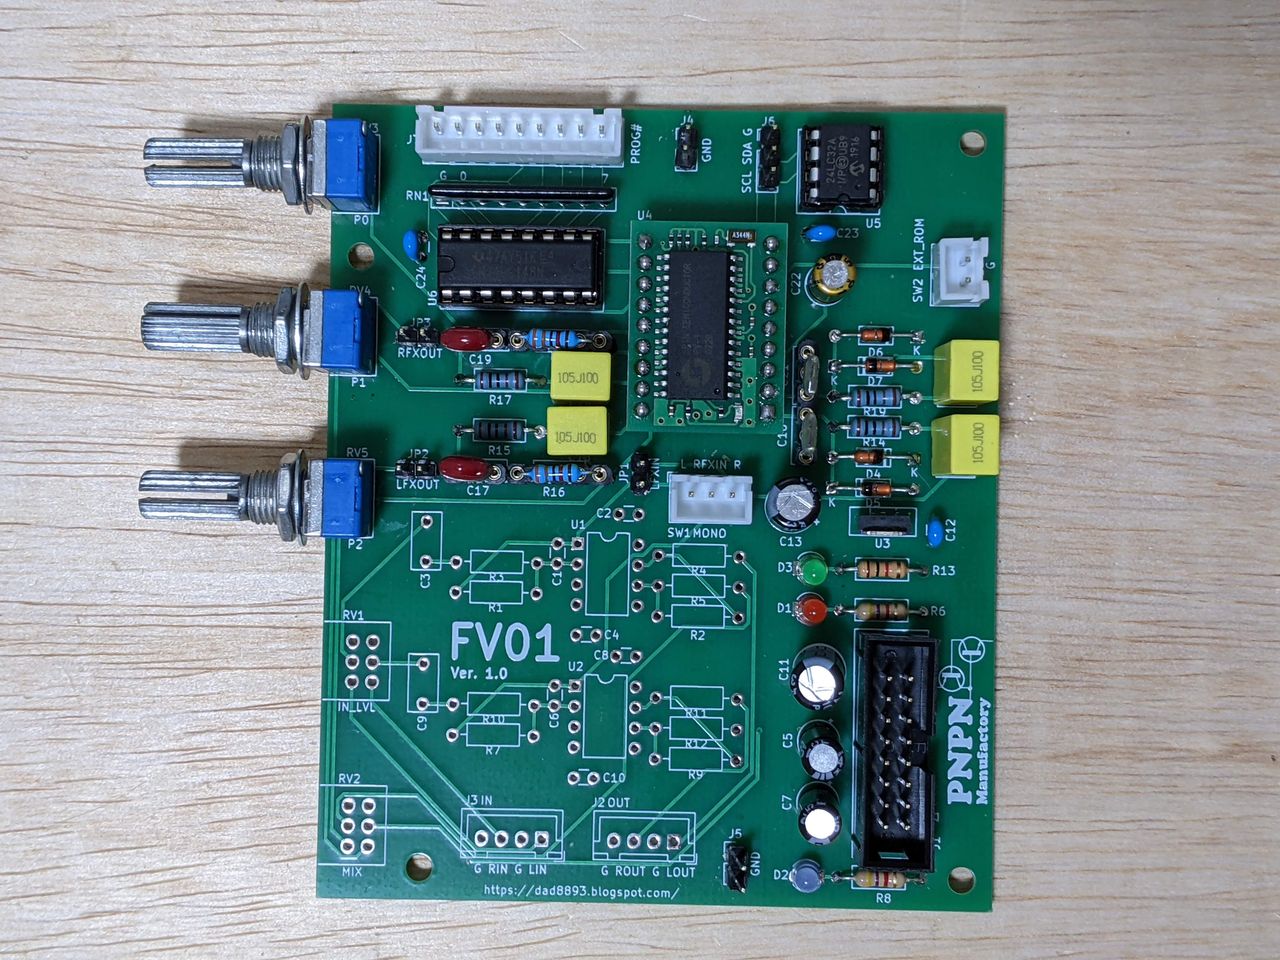 J4
GND
PROG#
J6
SCL SDA G
24LC32A
I/P UB9
1916
U5
C23
G 0 7
RN1
U4
A344N
P0
C24
U6
C22
SW2 EXT_ROM
G
RV4
P1
JP3
RFXOUT
C19
R17
105J100
105J100
R15
RV5
P2
JP2
LFXOUT
C17
R16
JP1
LFXIN
L RFXIN R
SW1 MONO
C13
D6
K
K
D7
R19
R14
D4
K
K
D5
105J100
105J100
U3
C12
D3
R13
D1
R6
C2
U1
C1
C3
R3
R1
R4
R5
R2
C4
C8
U2
FV01
Ver. 1.0
RV1
IN_LVL
C9
R10
R7
C6
R11
R12
R9
C10
C11
C5
C7
PNPN
Manufactory
RV2
MIX
J3 IN
G RIN G LIN
J2 OUT
G ROUT G LOUT
J5
GND
D2
R8
J1
https://dad8893.blogspot.com/